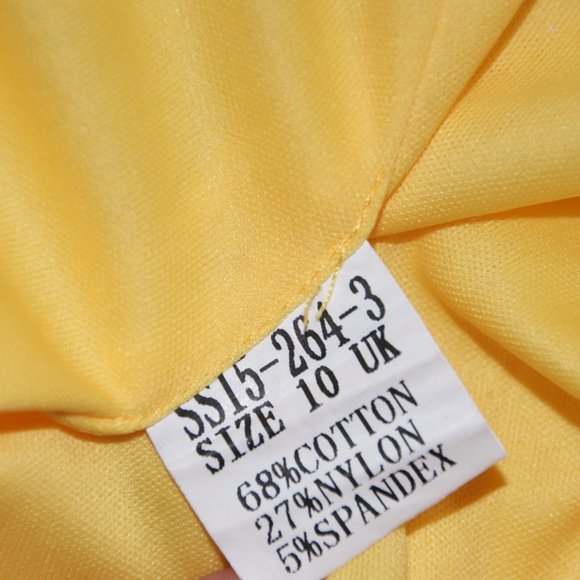 SS15-264-3
SIZE 10 UK
68%COTTON
27%NYLON
5%SPANDEX